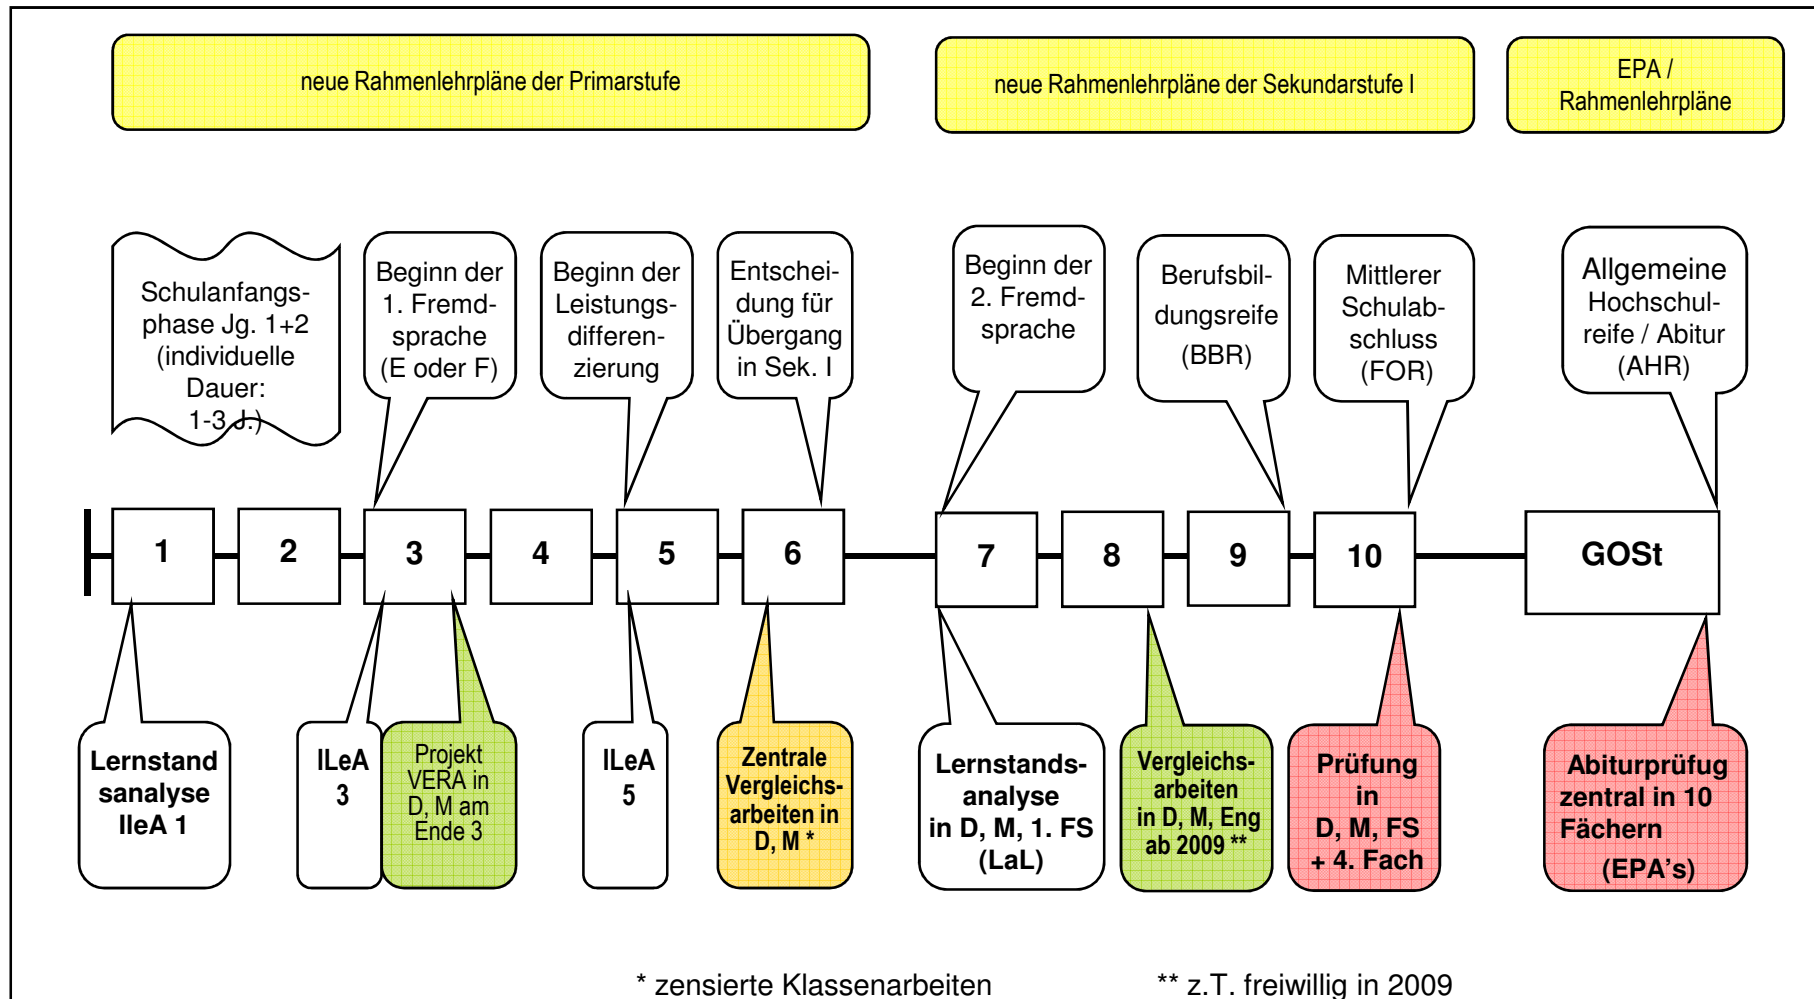 neue Rahmenlehrpläne der Primarstufe
neue Rahmenlehrpläne der Sekundarstufe I
EPA /
Rahmenlehrpläne
Schulanfangs-
phase Jg. 1+2
(individuelle
Dauer:
1-3 J.)
Beginn der
1. Fremd-
sprache
(E oder F)
Beginn der
Leistungs-
differen-
zierung
Entschei-
dung für
Übergang
in Sek. I
Beginn der
2. Fremd-
sprache
Berufsbil-
dungsreife
(BBR)
Mittlerer
Schulab-
schluss
(FOR)
Allgemeine
Hochschul-
reife / Abitur
(AHR)
1
2
3
4
5
6
7
8
9
10
GOSt
Lernstand
sanalyse
IleA 1
ILeA
3
Projekt
VERA in
D, M am
Ende 3
ILeA
5
Zentrale
Vergleichs-
arbeiten in
D, M *
Lernstands-
analyse
in D, M, 1. FS
(LaL)
Vergleichs-
arbeiten
in D, M, Eng
ab 2009 **
Prüfung
in
D, M, FS
+ 4. Fach
Abiturprüfug
zentral in 10
Fächern
(EPA's)
* zensierte Klassenarbeiten
** z.T. freiwillig in 2009